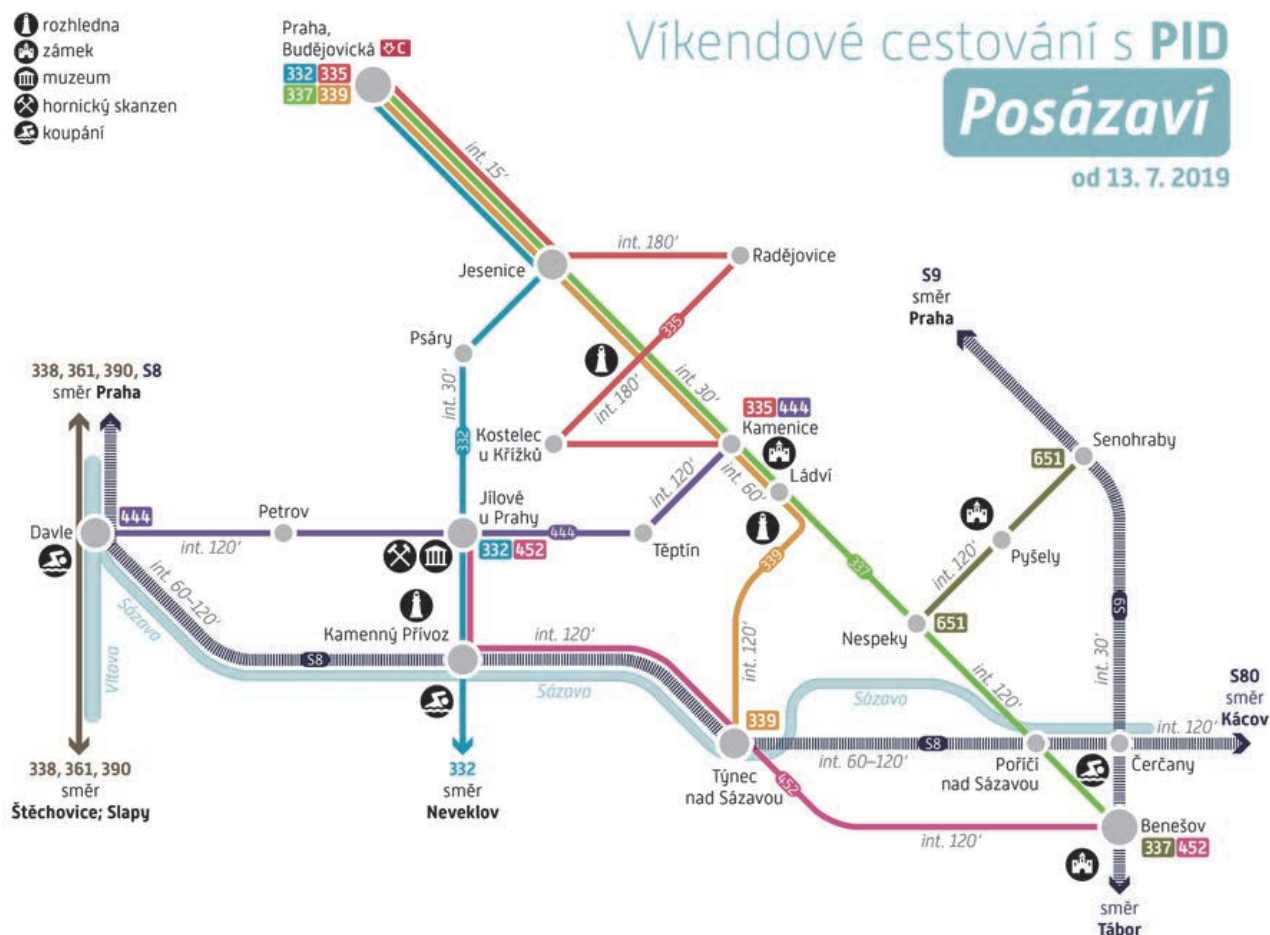 rozhledna
zámek
muzeum
hornický skanzen
koupání
Praha,
Budějovická C
332 335
337 339
Víkendové cestování s PID
Posázaví
od 13. 7. 2019
int. 15'
Jesenice
int. 180'
Radějovice
335
int. 180'
int. 30'
Psáry
int. 30'
332
S9
směr
Praha
338, 361, 390, S8
směr Praha
Kostelec
u Křížků
335 444
Kamenice
Ládví
int. 60'
int. 120'
Senohraby
651
Davle
444
Petrov
int. 120'
Jílové
u Prahy
332 452
444
Těptín
339
337
Pyšely
int. 120'
Nespeky
651
S9
int. 30'
int. 60–120'
Sázava
Vltava
Kamenný Přívoz
S8
int. 120'
Sázava
int. 120'
Sázava
int. 120'
S80
směr
Kácov
int. 120'
339
Týnec
nad Sázavou
S8
int. 60–120'
Poříčí
nad Sázavou
Čerčany
338, 361, 390
směr
Štěchovice; Slapy
332
směr
Neveklov
452
int. 120'
Benešov
337 452
směr
Tábor